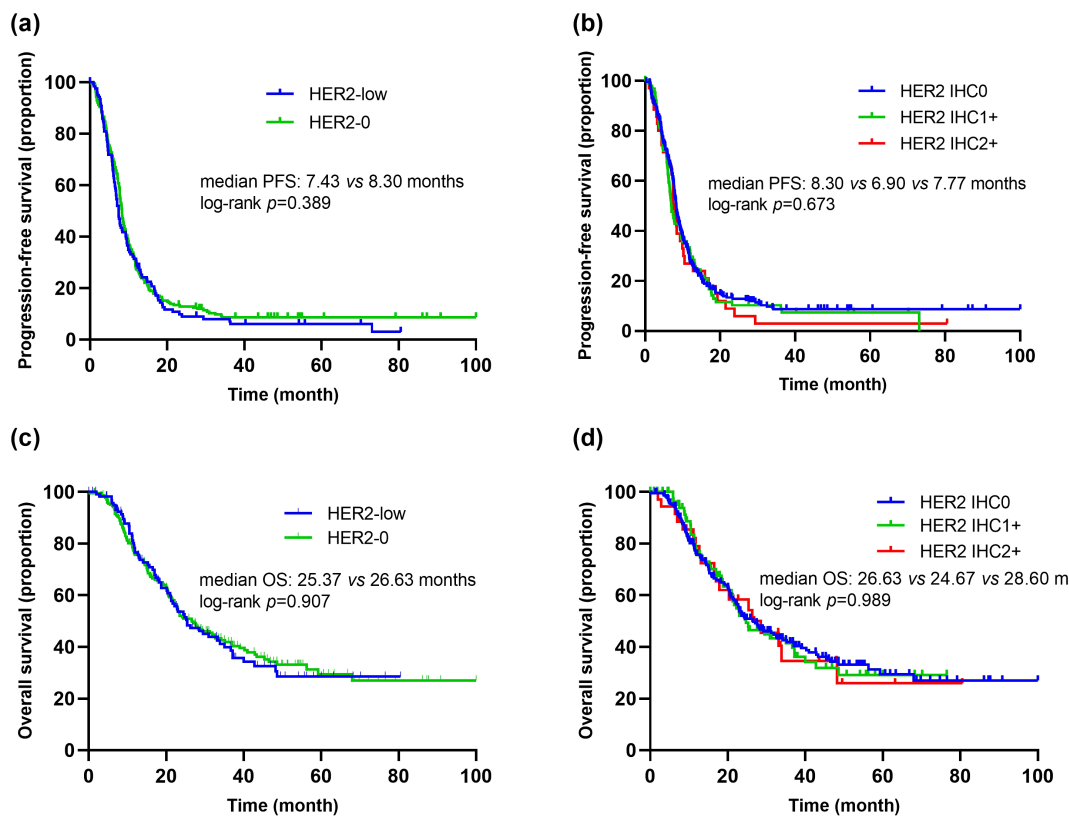 (a)
Progression-free survival (proportion)
100
80
60
40
20
0
HER2-low
HER2-0
median PFS: 7.43 vs 8.30 months
log-rank p=0.389
0 20 40 60 80 100
Time (month)
(b)
Progression-free survival (proportion)
100
80
60
40
20
0
HER2 IHC0
HER2 IHC1+
HER2 IHC2+
median PFS: 8.30 vs 6.90 vs 7.77 months
log-rank p=0.673
0 20 40 60 80 100
Time (month)
(c)
Overall survival (proportion)
100
80
60
40
20
0
HER2-low
HER2-0
median OS: 25.37 vs 26.63 months
log-rank p=0.907
0 20 40 60 80 100
Time (month)
(d)
Overall survival (proportion)
100
80
60
40
20
0
HER2 IHC0
HER2 IHC1+
HER2 IHC2+
median OS: 26.63 vs 24.67 vs 28.60 m
log-rank p=0.989
0 20 40 60 80 100
Time (month)